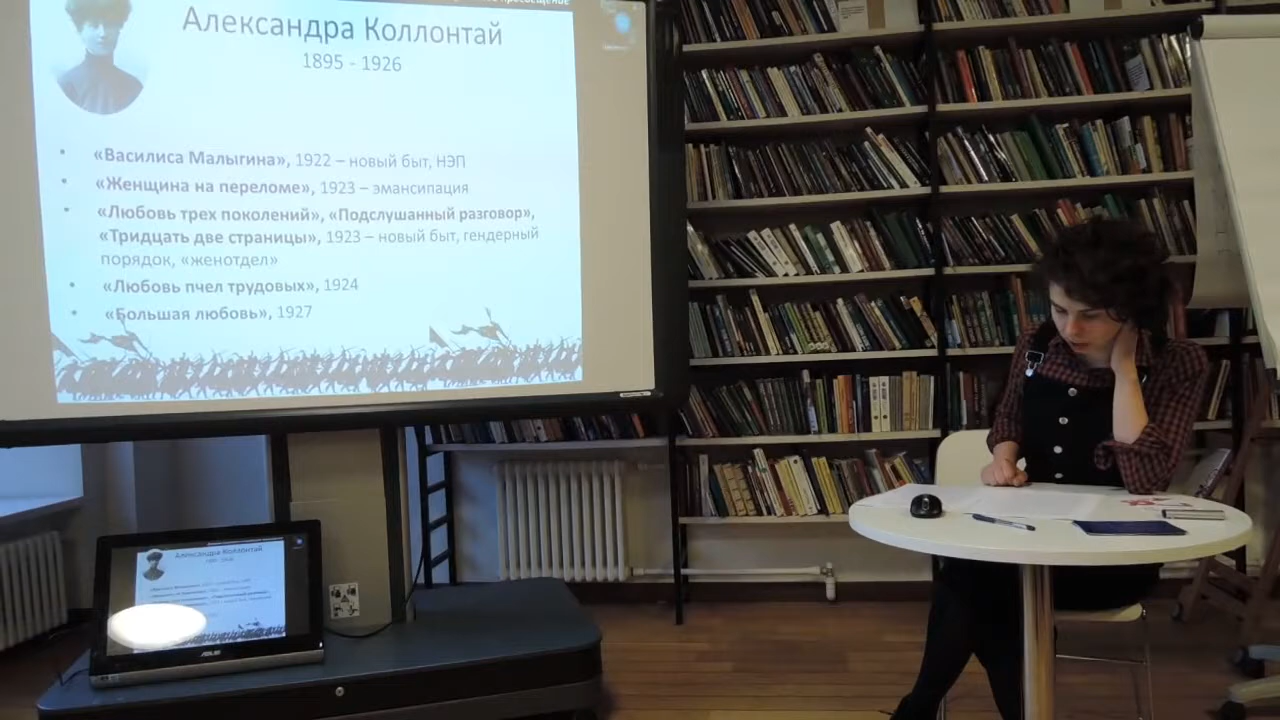 просвещение
Александра Коллонтай
1895 - 1926
• «Василиса Малыгина», 1922 – новый быт, НЭП
• «Женщина на переломе», 1923 – эмансипация
• «Любовь трех поколений», «Подслушанный разговор»,
«Тридцать две страницы», 1923 – новый быт, гендерный
порядок, «женотдел»
• «Любовь пчел трудовых», 1924
• «Большая любовь», 1927
Александра Коллонтай
ASUS